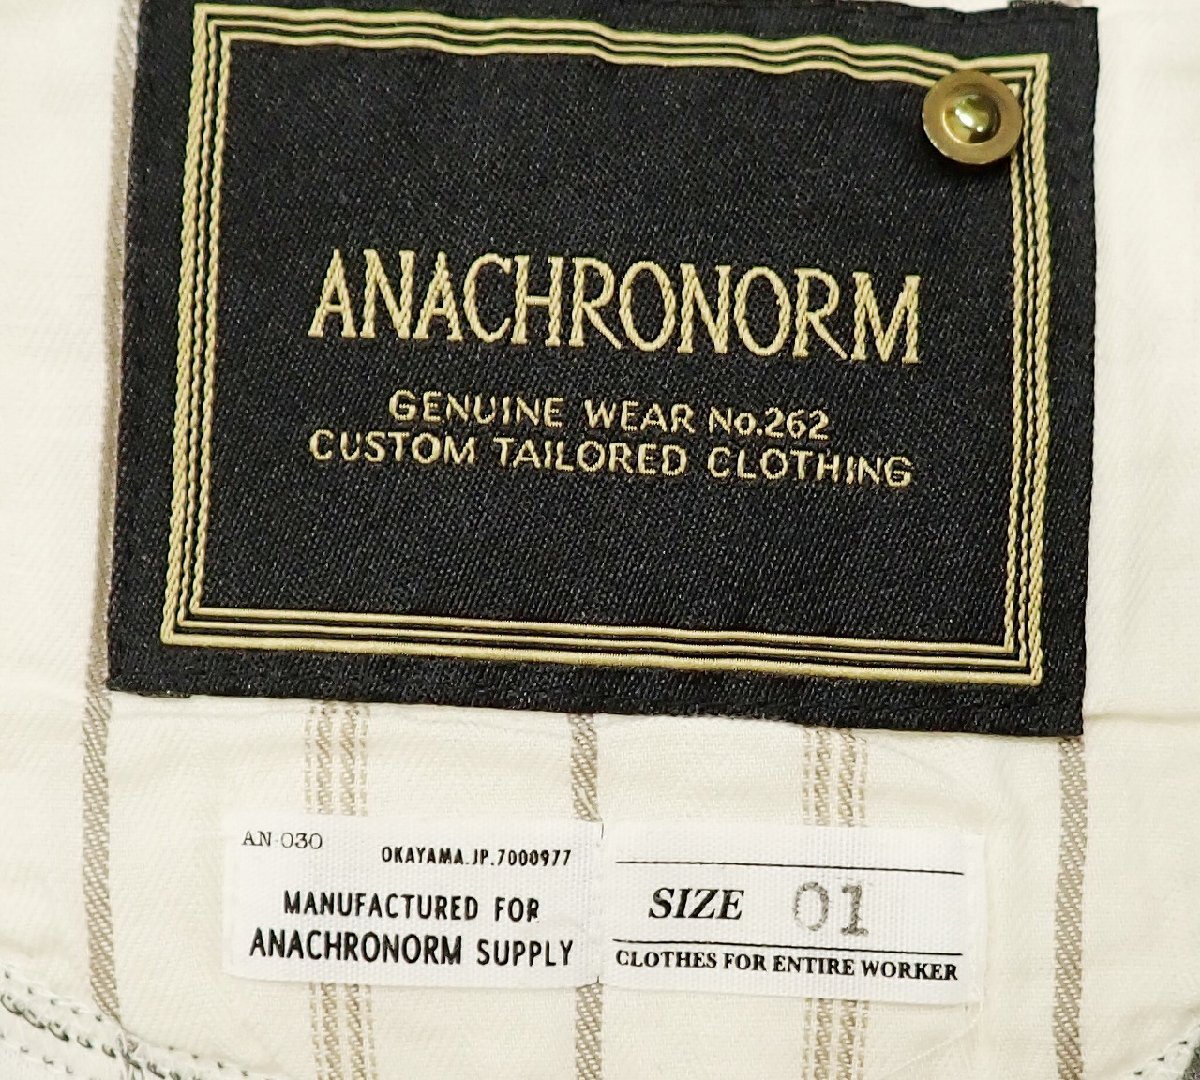 ANACHRONORM
GENUINE WEAR No.262
CUSTOM TAILORED CLOTHING
AN-030
OKAYAMA.JP.7000977
MANUFACTURED FOR
ANACHRONORM SUPPLY
SIZE 01
CLOTHES FOR ENTIRE WORKER